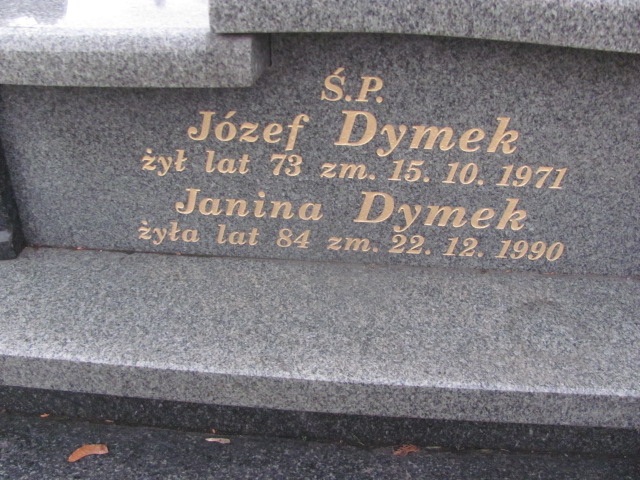 Ś.P.
Józef Dymek
żył lat 73 zm. 15. 10. 1971
Janina Dymek
żyła lat 84 zm. 22. 12. 1990